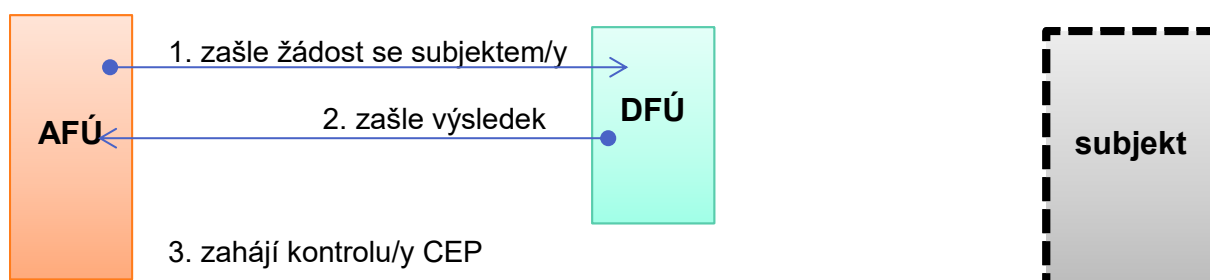 1. zašle žádost se subjektem/y
AFÚ
DFÚ
2. zašle výsledek
subjekt
3. zahájí kontrolu/y CEP